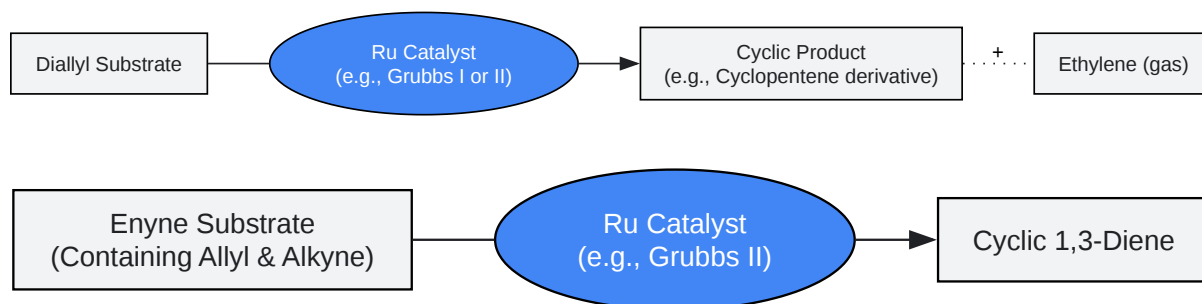 Diallyl Substrate
Ru Catalyst
(e.g., Grubbs I or II)
Cyclic Product
(e.g., Cyclopentene derivative)
+
Ethylene (gas)
Enyne Substrate
(Containing Allyl & Alkyne)
Ru Catalyst
(e.g., Grubbs II)
Cyclic 1,3-Diene